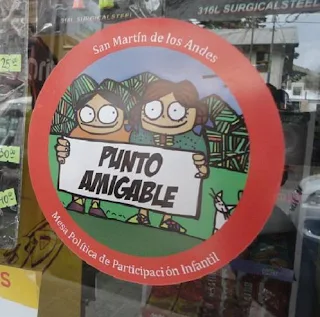 316L SURGICALSTEEL
San Martín de los Andes
PUNTO
AMIGABLE
Mesa Política de Participación Infantil